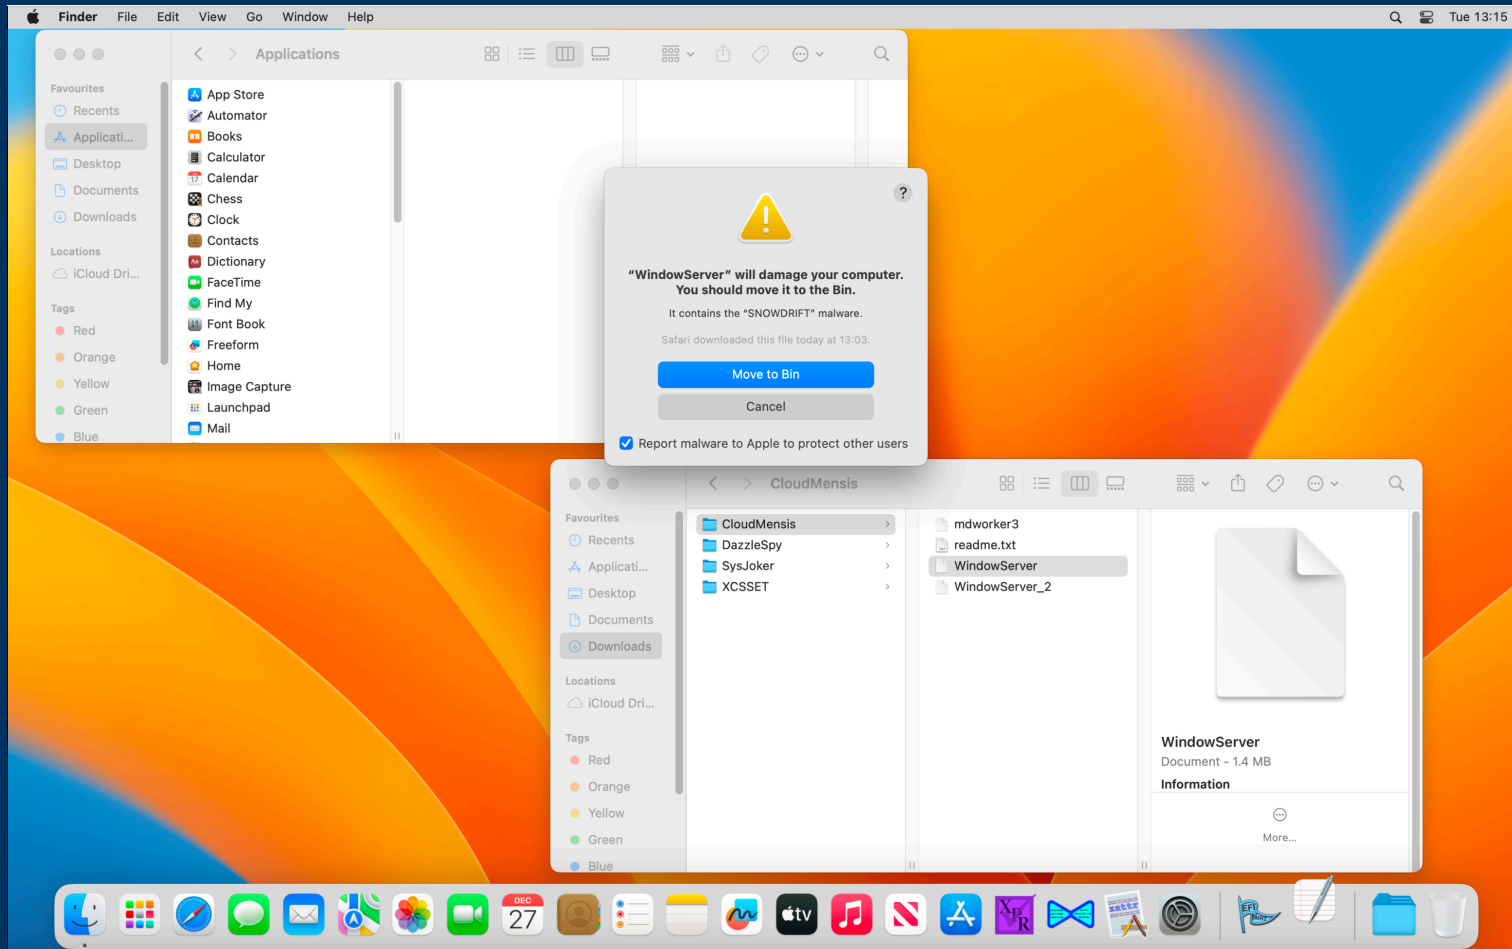 Finder File Edit View Go Window Help
Tue 13:15
Applications
Favourites
Recents
Applicati...
Desktop
Documents
Downloads
Locations
iCloud Dri...
Tags
Red
Orange
Yellow
Green
Blue
App Store
Automator
Books
Calculator
Calendar
Chess
Clock
Contacts
Dictionary
FaceTime
Find My
Font Book
Freeform
Home
Image Capture
Launchpad
Mail
?
“WindowServer” will damage your computer.
You should move it to the Bin.
It contains the “SNOWDRIFT” malware.
Safari downloaded this file today at 13:03.
Move to Bin
Cancel
Report malware to Apple to protect other users
CloudMensis
Favourites
Recents
Applicati...
Desktop
Documents
Downloads
Locations
iCloud Dri...
Tags
Red
Orange
Yellow
Green
Blue
CloudMensis
DazzleSpy
SysJoker
XCSSET
mdworker3
readme.txt
WindowServer
WindowServer_2
WindowServer
Document - 1.4 MB
Information
More...
DEC
27
tv
XPR
xattr
EFI